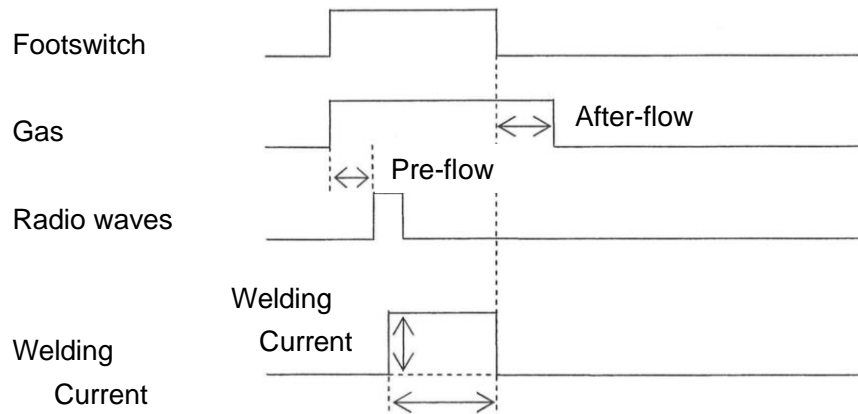 Footswitch
Gas
After-flow
Pre-flow
Radio waves
Welding
Current
Welding
Current